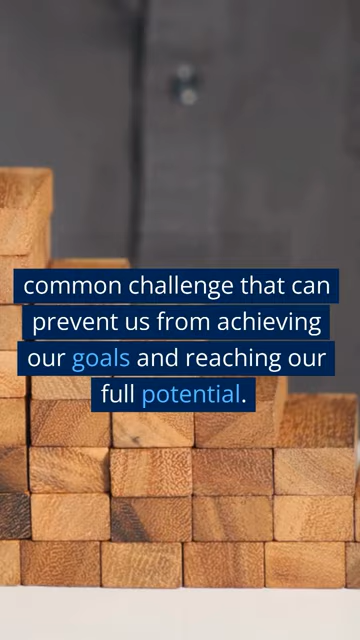 common challenge that can
prevent us from achieving
our goals and reaching our
full potential.